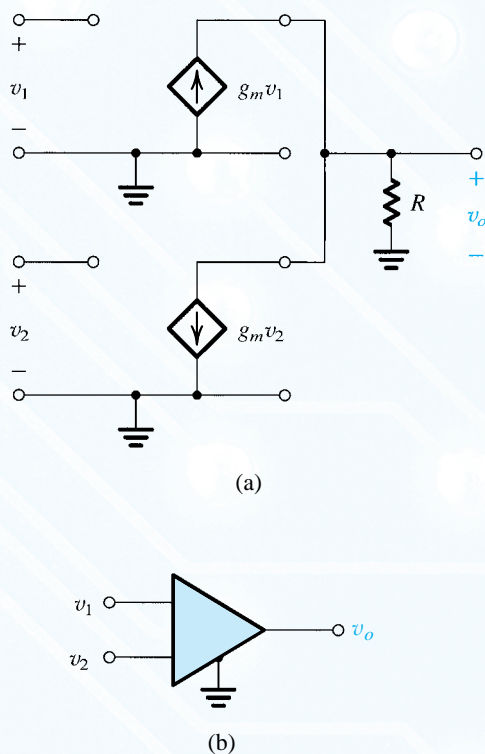 +
v₁
−
gₘv₁
+
v₂
−
gₘv₂
R
+
vₒ
−
(a)
v₁
v₂
vₒ
(b)